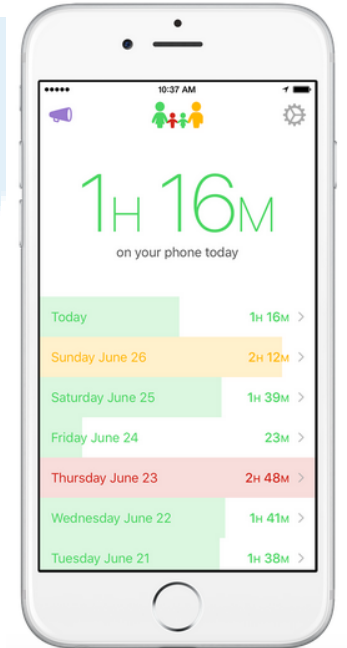 10:37 AM
1H 16M
on your phone today
Today 1H 16M >
Sunday June 26 2H 12M >
Saturday June 25 1H 39M >
Friday June 24 23M >
Thursday June 23 2H 48M >
Wednesday June 22 1H 41M >
Tuesday June 21 1H 38M >